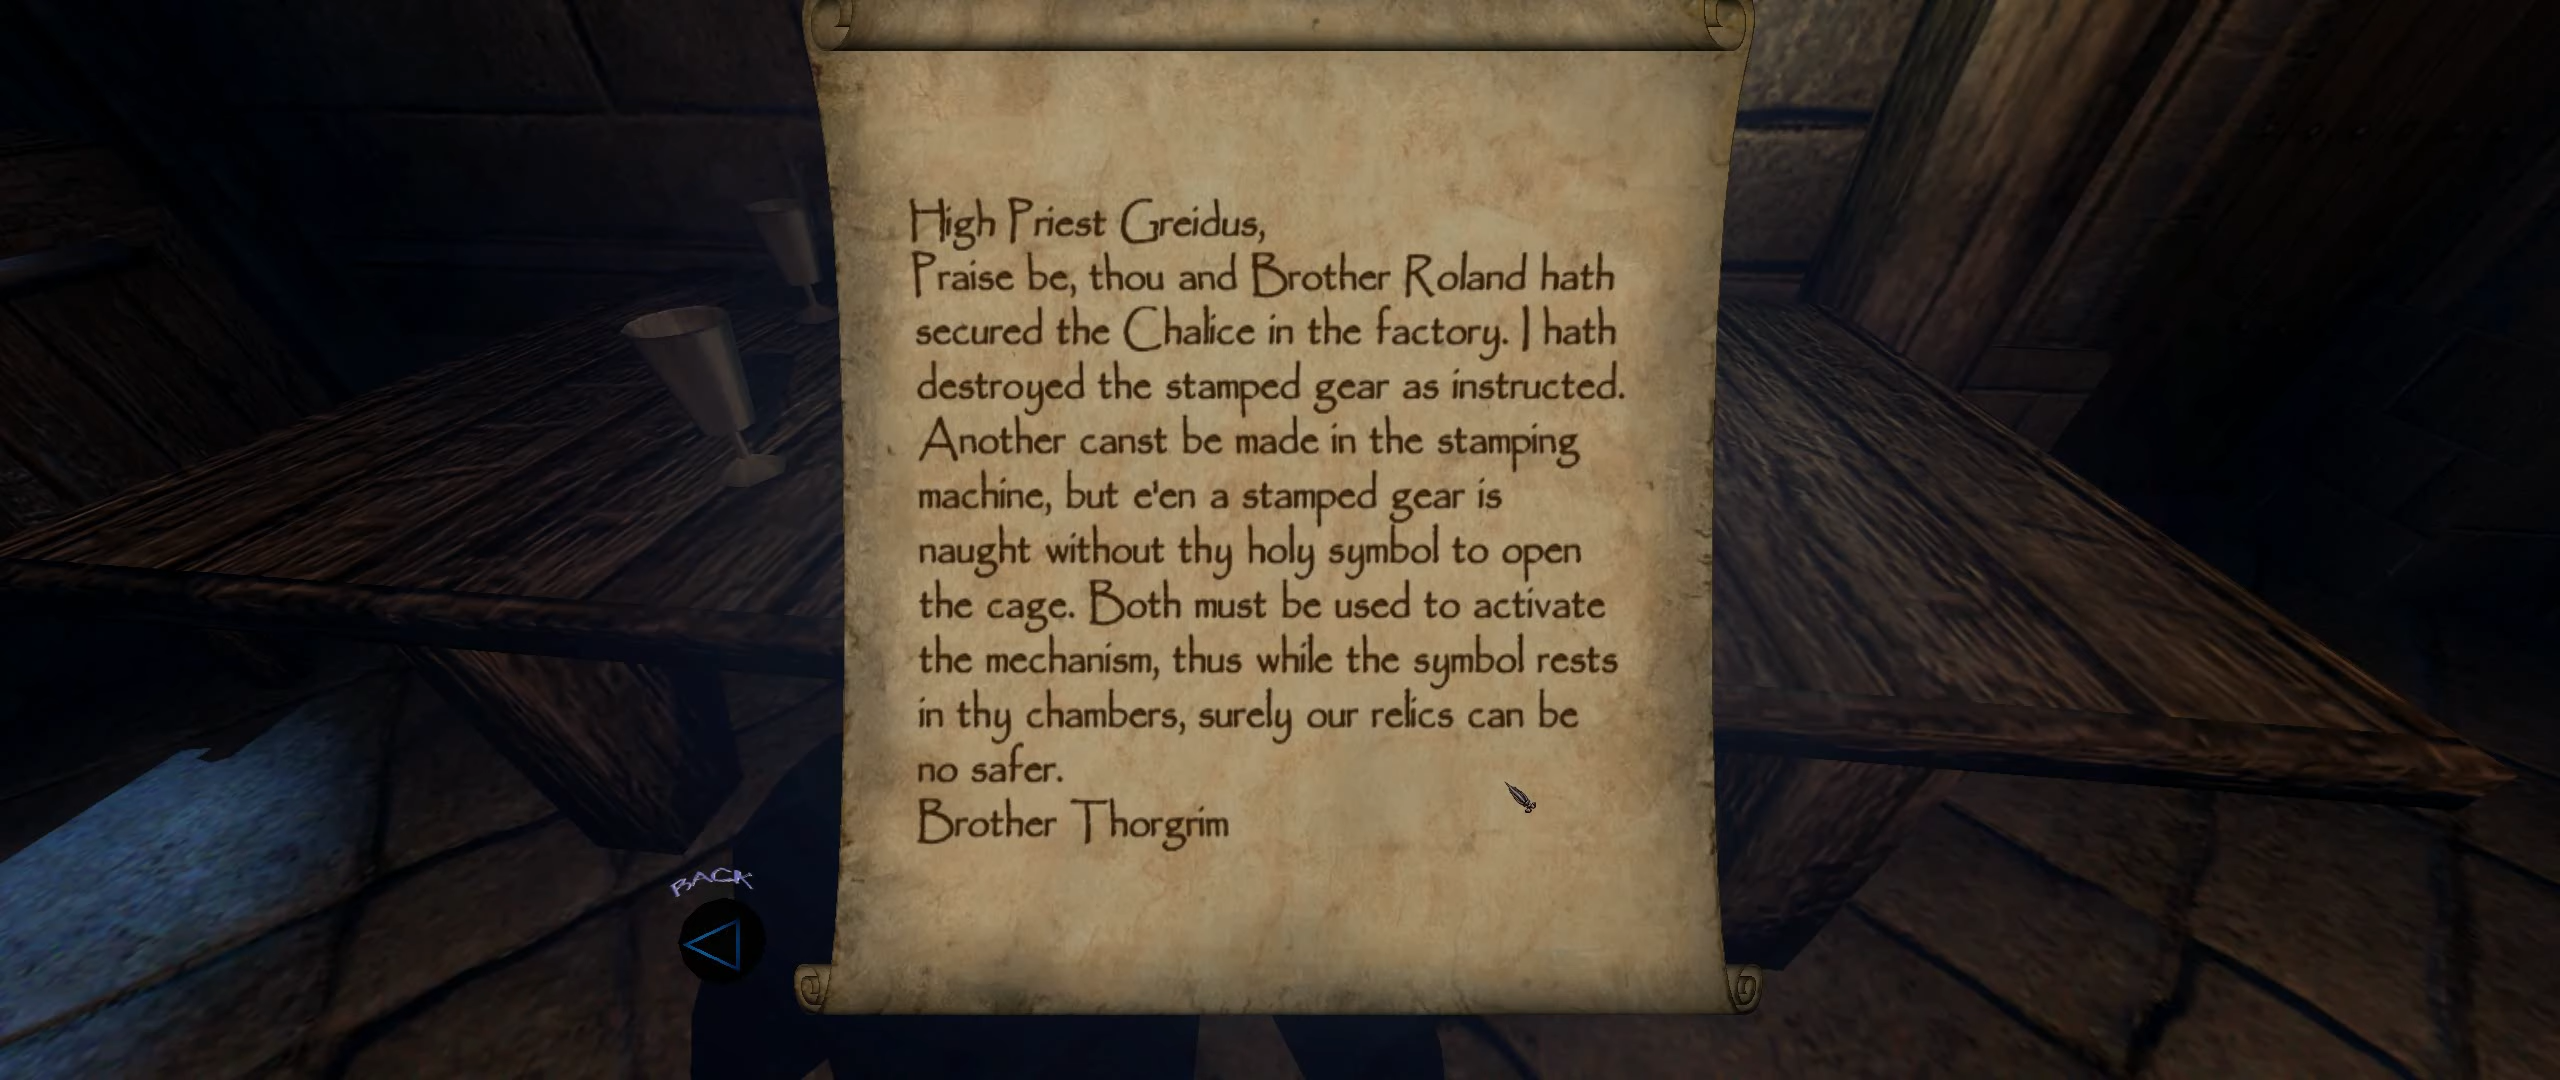 High Priest Greidus,
Praise be, thou and Brother Roland hath
secured the Chalice in the factory. I hath
destroyed the stamped gear as instructed.
Another canst be made in the stamping
machine, but e'en a stamped gear is
naught without thy holy symbol to open
the cage. Both must be used to activate
the mechanism, thus while the symbol rests
in thy chambers, surely our relics can be
no safer.
Brother Thorgrim
BACK